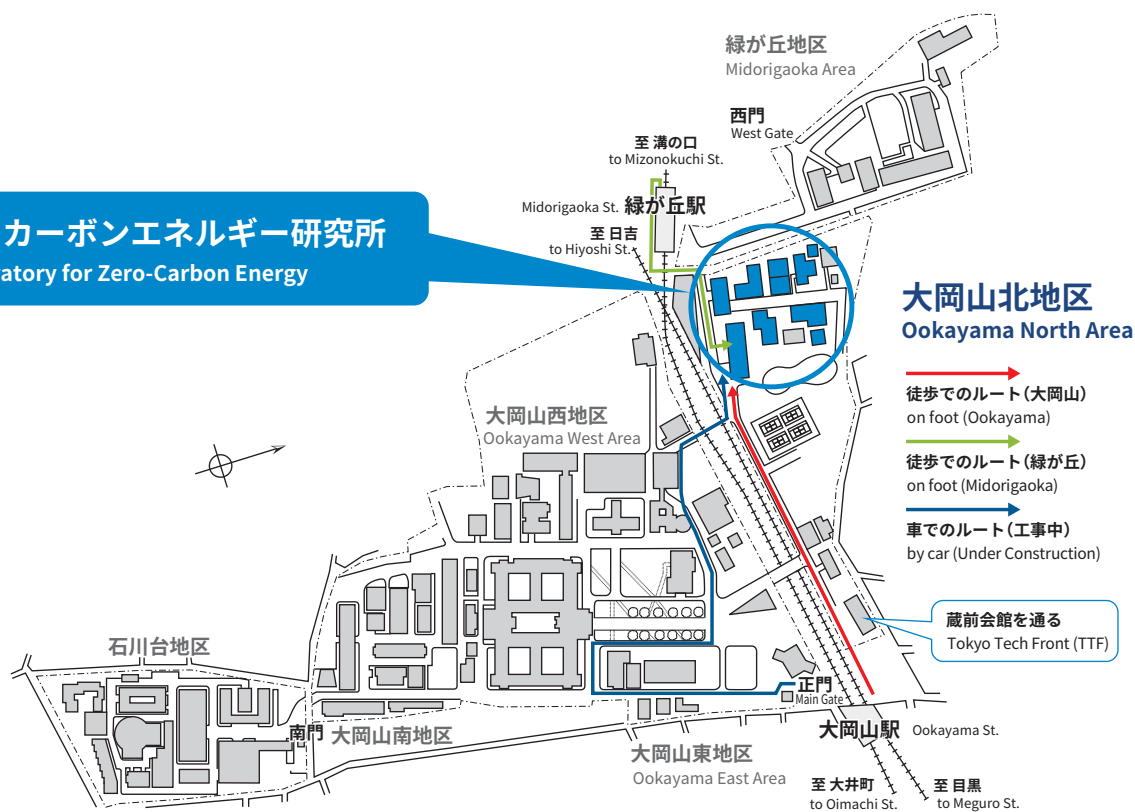 緑が丘地区
Midorigaoka Area
西門
West Gate
至 溝の口
to Mizonokuchi St.
Midorigaoka St. 緑が丘駅
至 日吉
to Hiyoshi St.
カーボンエネルギー研究所
ratory for Zero-Carbon Energy
大岡山北地区
Ookayama North Area
徒歩でのルート(大岡山)
on foot (Ookayama)
徒歩でのルート(緑が丘)
on foot (Midorigaoka)
車でのルート(工事中)
by car (Under Construction)
大岡山西地区
Ookayama West Area
蔵前会館を通る
Tokyo Tech Front (TTF)
石川台地区
正門
Main Gate
南門
大岡山南地区
大岡山駅 Ookayama St.
大岡山東地区
Ookayama East Area
至 大井町
to Oimachi St.
至 目黒
to Meguro St.